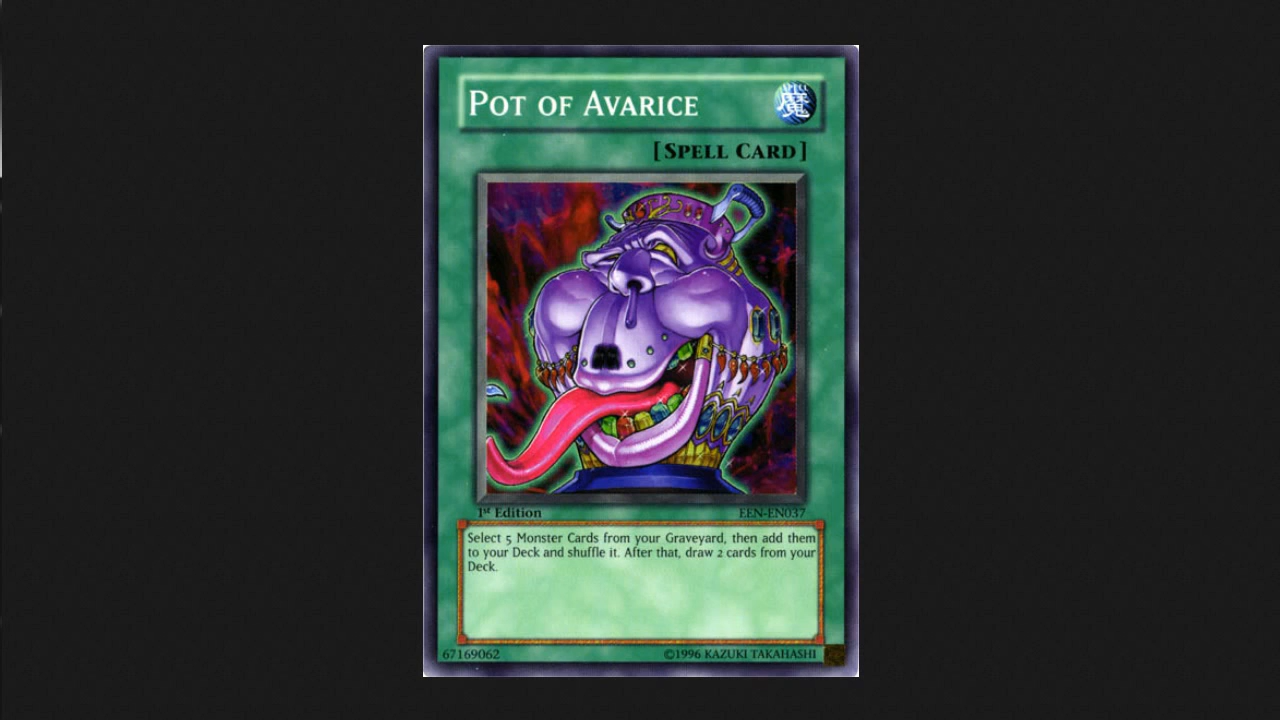 POT OF AVARICE
魔
[SPELL CARD]
1st Edition
EEN-EN037
Select 5 Monster Cards from your Graveyard, then add them
to your Deck and shuffle it. After that, draw 2 cards from your
Deck.
67169062
©1996 KAZUKI TAKAHASHI